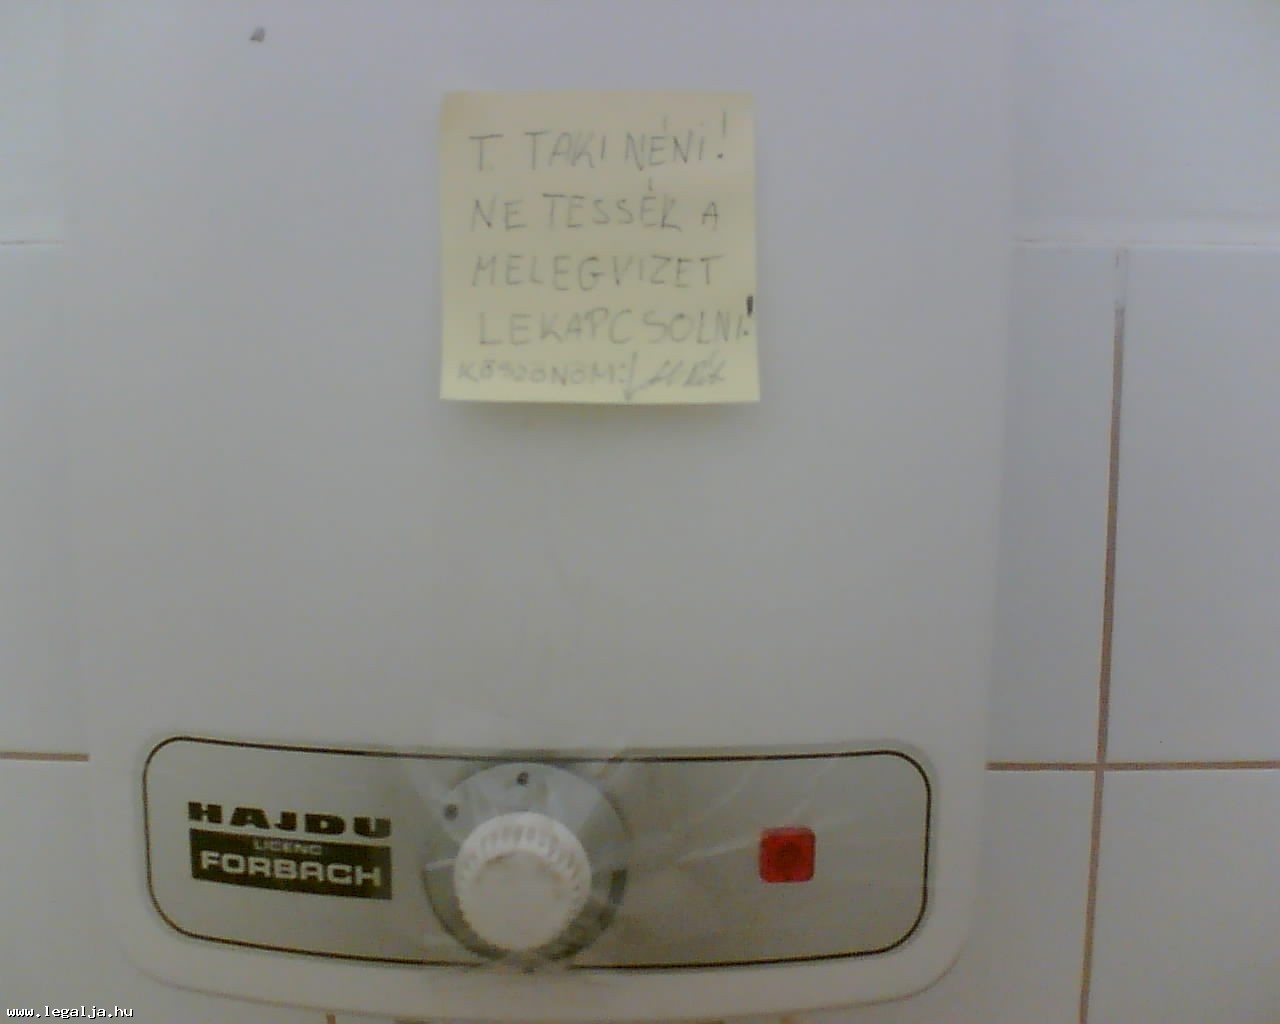 T. TAKI NÉNI!
NE TESSÉK A
MELEGVIZET
LEKAPCSOLNI!
KÖSZÖNÖM:
HAJDU
LICENC
FORBACH
www.legalja.hu